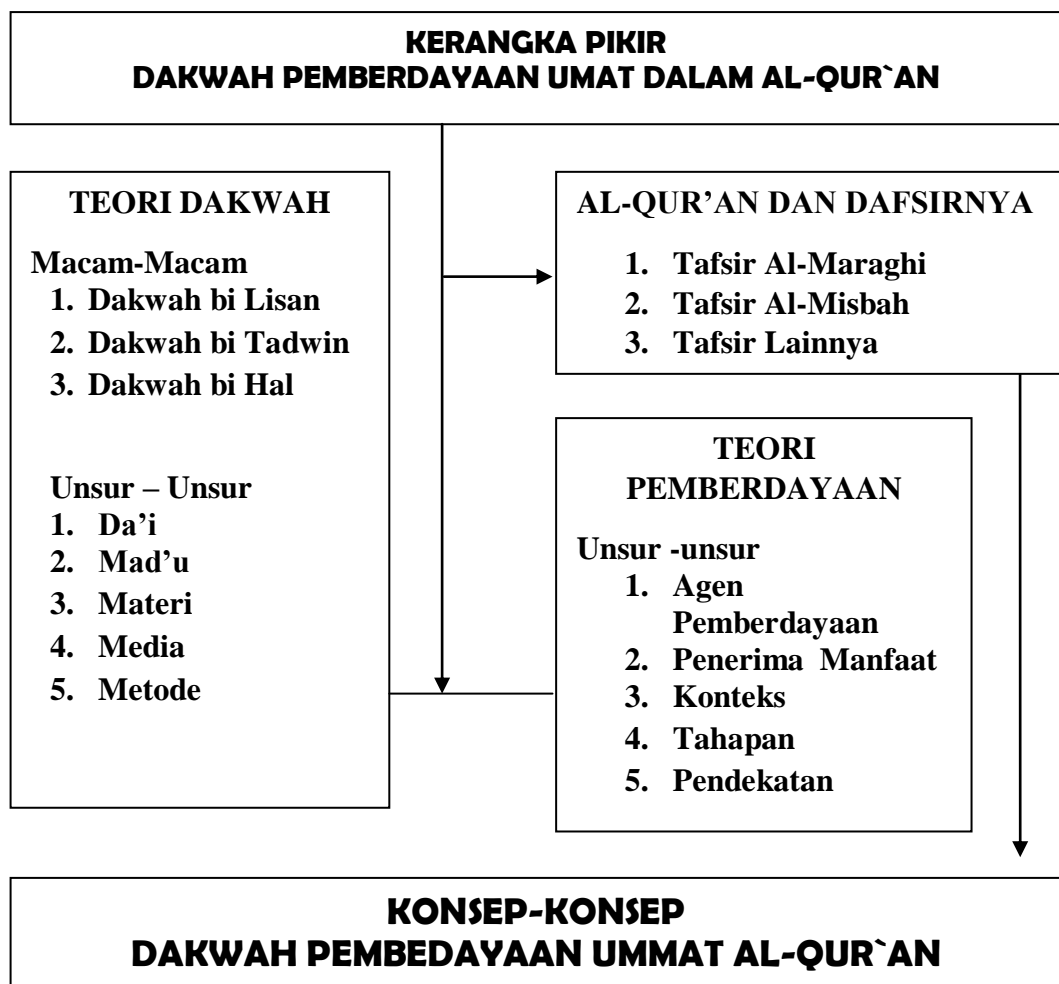 KERANGKA PIKIR
DAKWAH PEMBERDAYAAN UMAT DALAM AL-QUR`AN
TEORI DAKWAH
Macam-Macam
1. Dakwah bi Lisan
2. Dakwah bi Tadwin
3. Dakwah bi Hal
Unsur – Unsur
1. Da’i
2. Mad’u
3. Materi
4. Media
5. Metode
AL-QUR’AN DAN DAFSIRNYA
1. Tafsir Al-Maraghi
2. Tafsir Al-Misbah
3. Tafsir Lainnya
TEORI
PEMBERDAYAAN
Unsur -unsur
1. Agen
Pemberdayaan
2. Penerima Manfaat
3. Konteks
4. Tahapan
5. Pendekatan
KONSEP-KONSEP
DAKWAH PEMBEDAYAAN UMMAT AL-QUR`AN